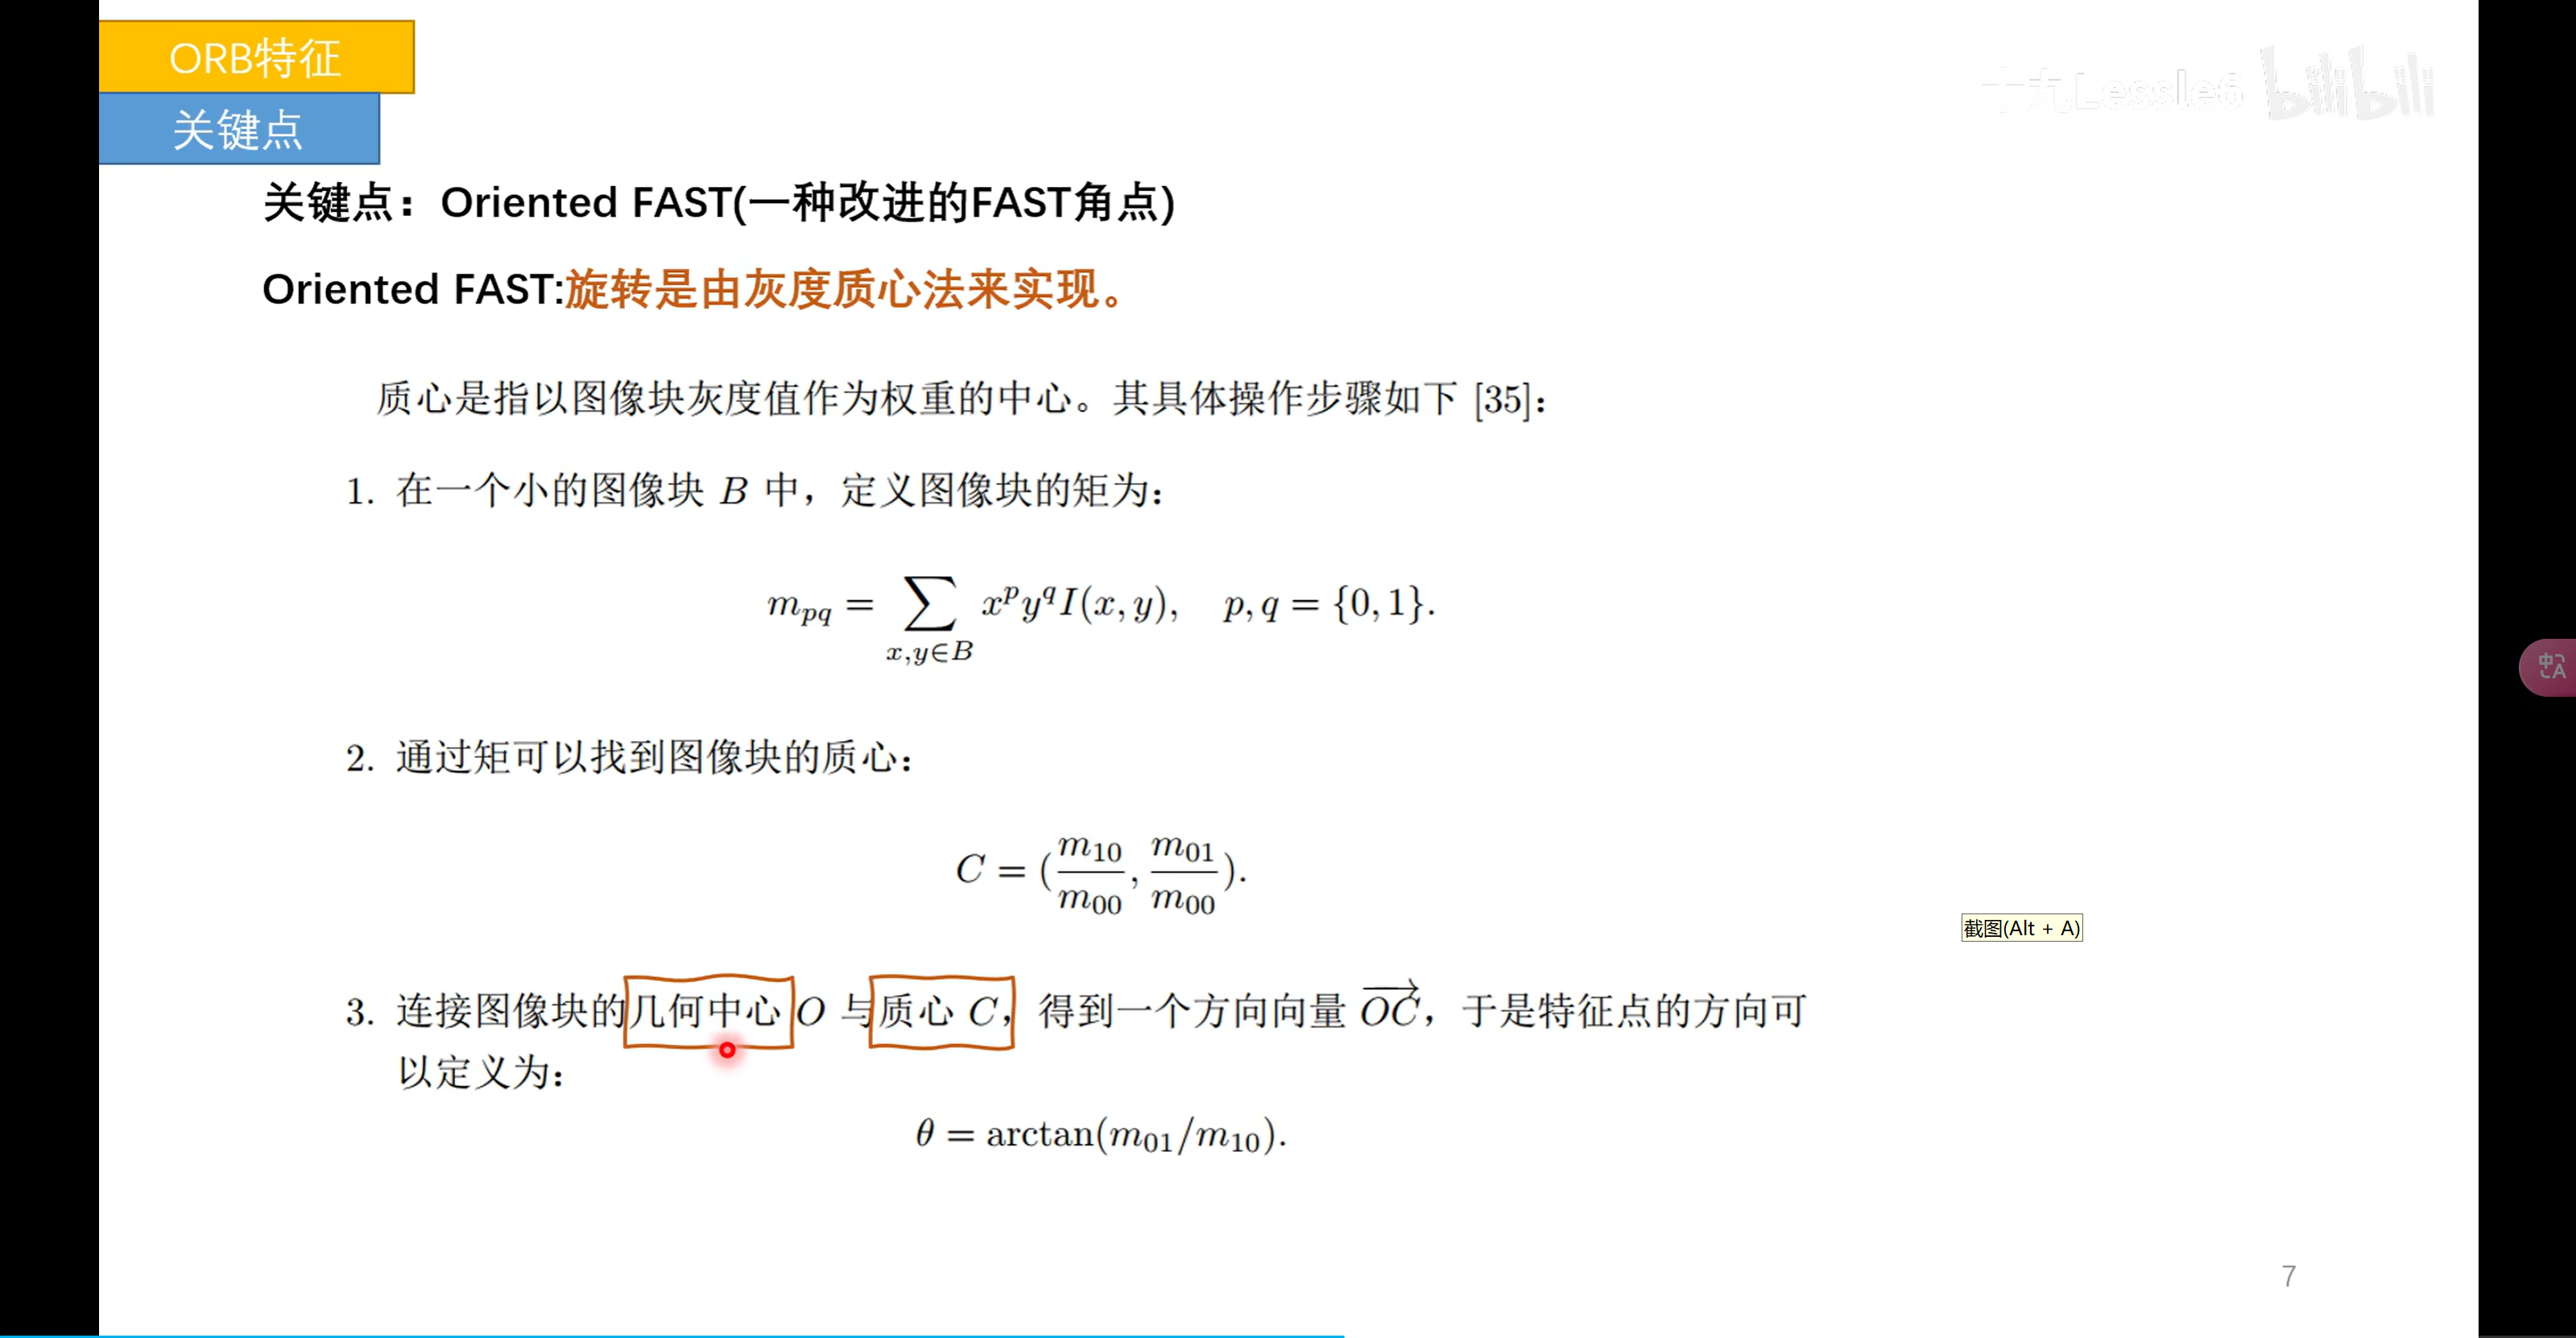 ORB特征
关键点
十九Lessle6 bilibili
关键点：Oriented FAST(一种改进的FAST角点)
Oriented FAST:旋转是由灰度质心法来实现。
质心是指以图像块灰度值作为权重的中心。其具体操作步骤如下 [35]：
1. 在一个小的图像块 B 中，定义图像块的矩为：
m_{pq} = \sum_{x,y∈B} x^p y^q I(x, y), p, q = {0, 1}.
2. 通过矩可以找到图像块的质心：
C = (\frac{m_{10}}{m_{00}}, \frac{m_{01}}{m_{00}}).
截图(Alt + A)
3. 连接图像块的几何中心 O 与质心 C，得到一个方向向量 \overrightarrow{OC}，于是特征点的方向可
以定义为：
θ = arctan(m_{01}/m_{10}).
7
中A